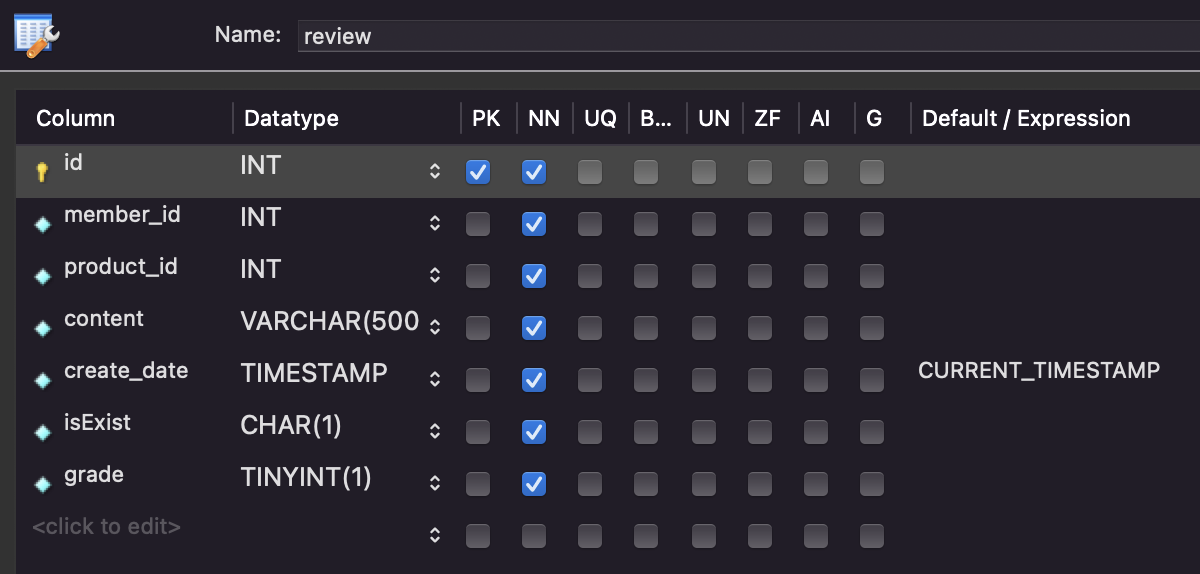 Name: review
Column Datatype PK NN UQ B... UN ZF AI G Default / Expression
id INT
member_id INT
product_id INT
content VARCHAR(500
create_date TIMESTAMP CURRENT_TIMESTAMP
isExist CHAR(1)
grade TINYINT(1)
<click to edit>